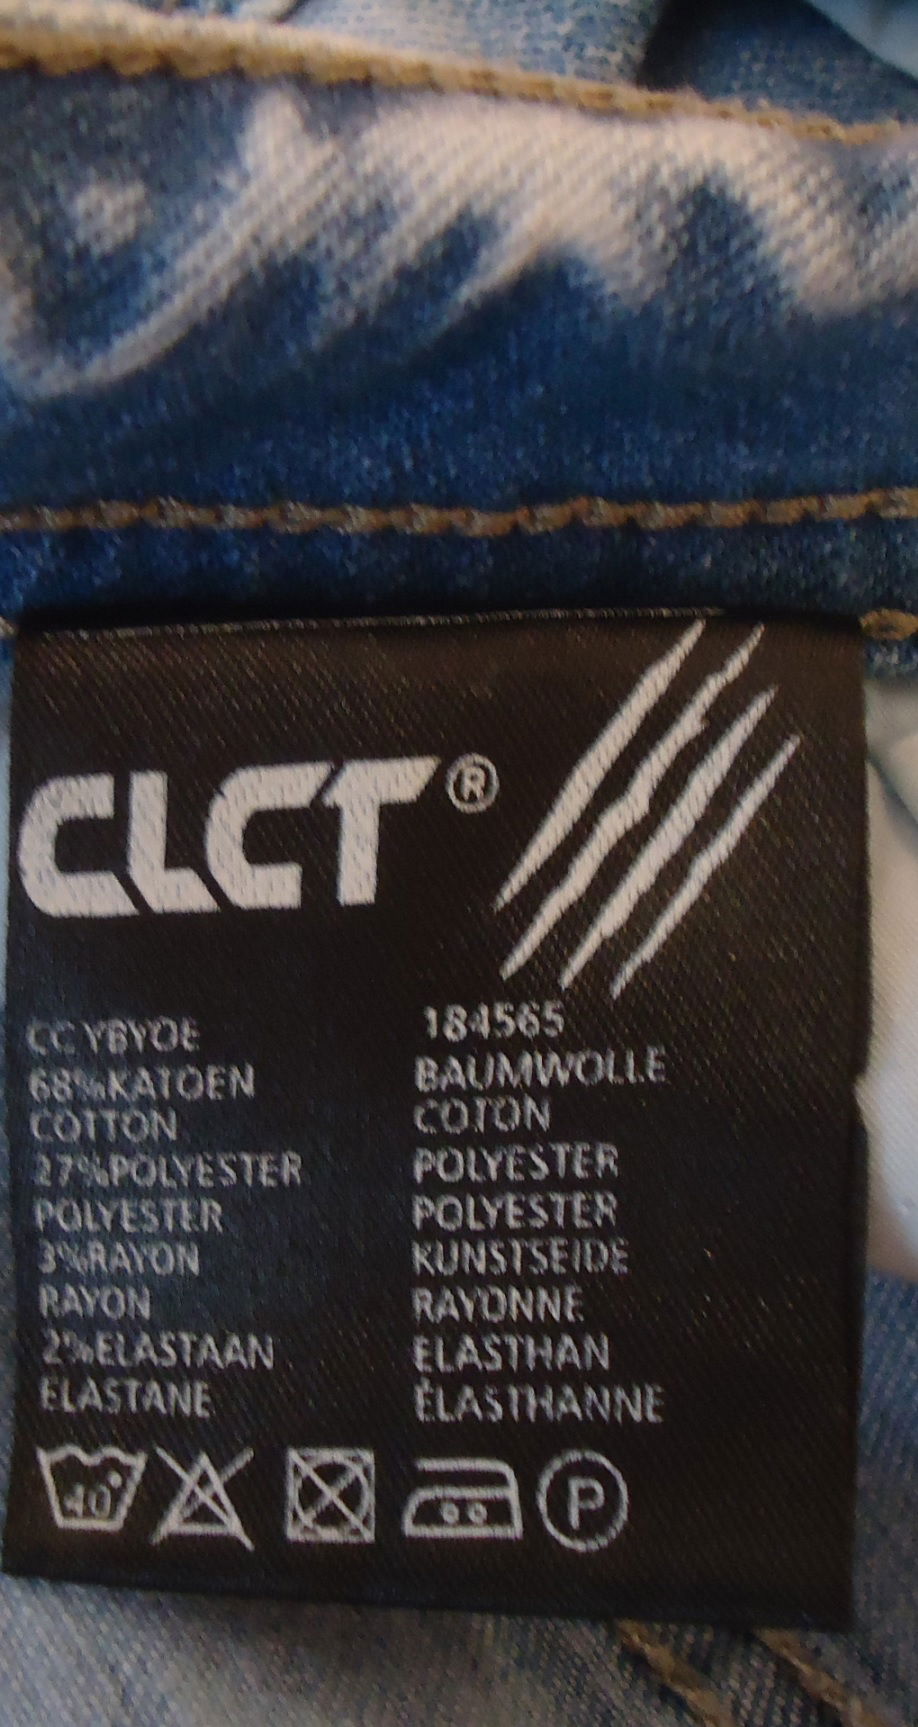 CLCT®
CC YBYOE 184565
68%KATOEN BAUMWOLLE
COTTON COTON
27%POLYESTER POLYESTER
POLYESTER POLYESTER
3%RAYON KUNSTSEIDE
RAYON RAYONNE
2%ELASTAAN ELASTHAN
ELASTANE ÉLASTHANNE
40° P